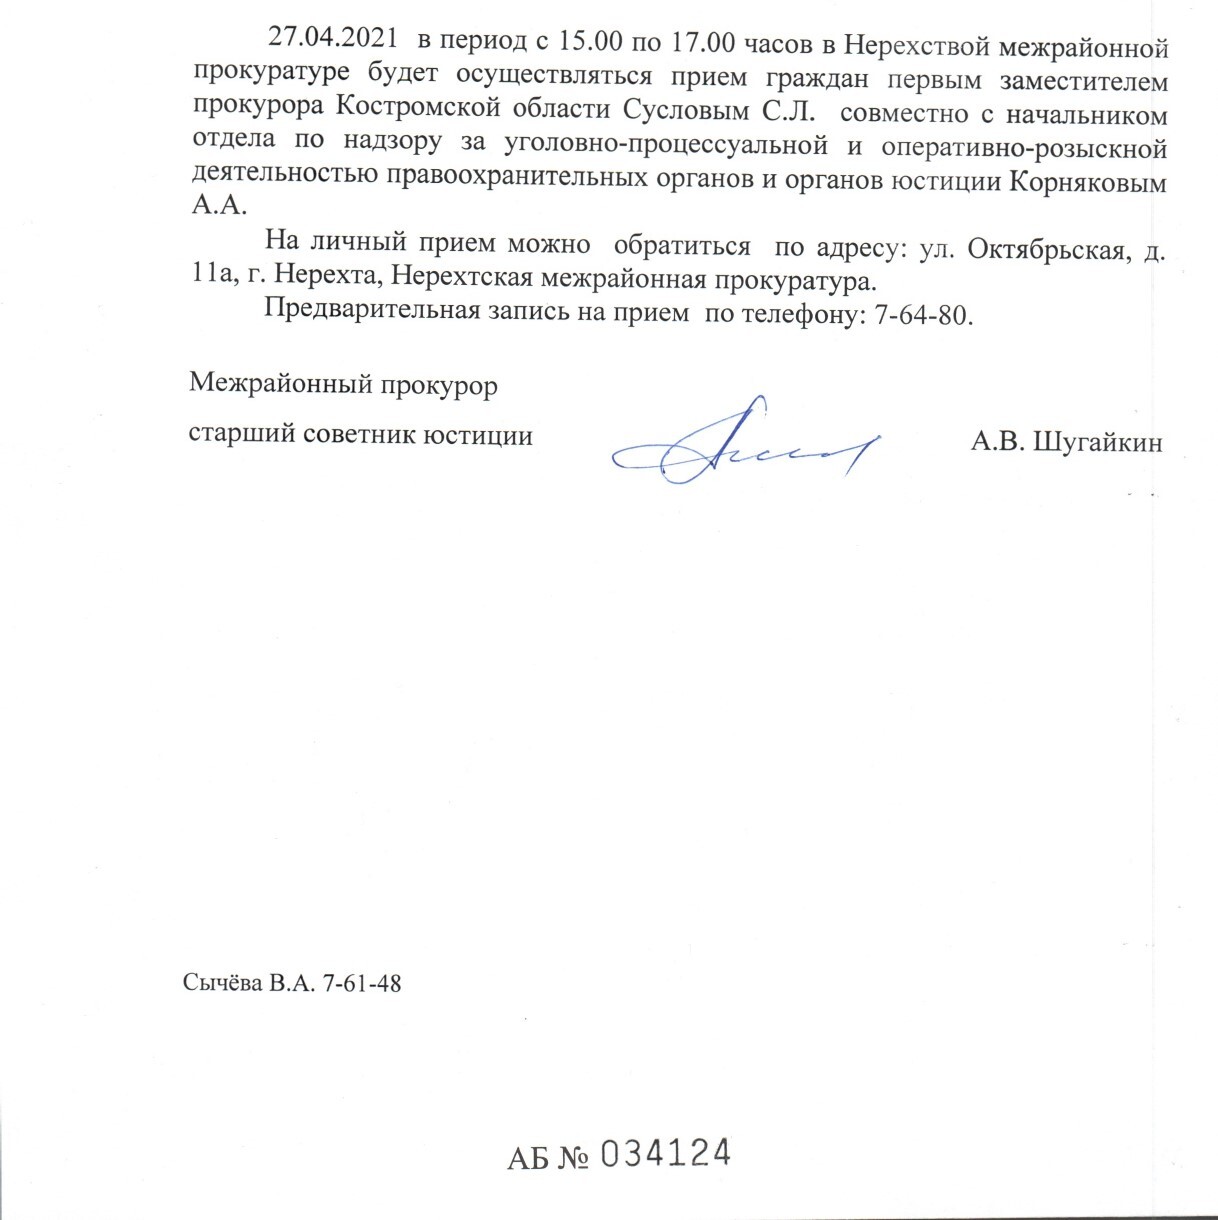 27.04.2021 в период с 15.00 по 17.00 часов в Нерехствой межрайонной
прокуратуре будет осуществляться прием граждан первым заместителем
прокурора Костромской области Сусловым С.Л. совместно с начальником
отдела по надзору за уголовно-процессуальной и оперативно-розыскной
деятельностью правоохранительных органов и органов юстиции Корняковым
А.А.
На личный прием можно обратиться по адресу: ул. Октябрьская, д.
11а, г. Нерехта, Нерехтская межрайонная прокуратура.
Предварительная запись на прием по телефону: 7-64-80.
Межрайонный прокурор
старший советник юстиции А.В. Шугайкин
Сычёва В.А. 7-61-48
АБ № 034124